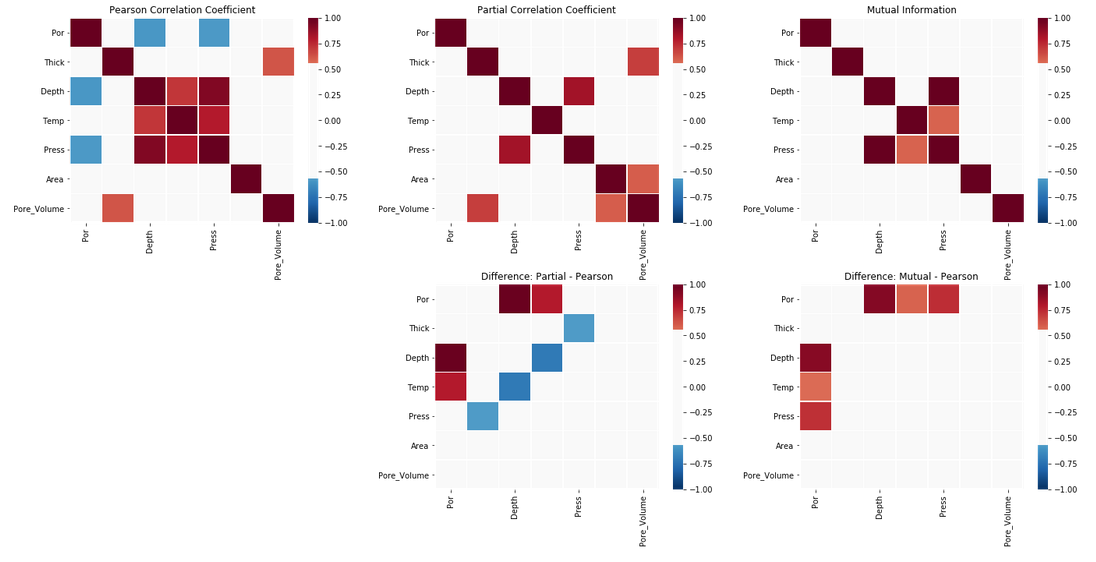 Pearson Correlation Coefficient
Por
Thick
Depth
Temp
Press
Area
Pore_Volume
Por
Depth
Press
Pore_Volume
1.00
0.75
0.50
0.25
0.00
−0.25
−0.50
−0.75
−1.00
Partial Correlation Coefficient
Por
Thick
Depth
Temp
Press
Area
Pore_Volume
Por
Depth
Press
Pore_Volume
1.00
0.75
0.50
0.25
0.00
−0.25
−0.50
−0.75
−1.00
Mutual Information
Por
Thick
Depth
Temp
Press
Area
Pore_Volume
Por
Depth
Press
Pore_Volume
1.00
0.75
0.50
0.25
0.00
−0.25
−0.50
−0.75
−1.00
Difference: Partial - Pearson
Por
Thick
Depth
Temp
Press
Area
Pore_Volume
Por
Depth
Press
Pore_Volume
1.00
0.75
0.50
0.25
0.00
−0.25
−0.50
−0.75
−1.00
Difference: Mutual - Pearson
Por
Thick
Depth
Temp
Press
Area
Pore_Volume
Por
Depth
Press
Pore_Volume
1.00
0.75
0.50
0.25
0.00
−0.25
−0.50
−0.75
−1.00